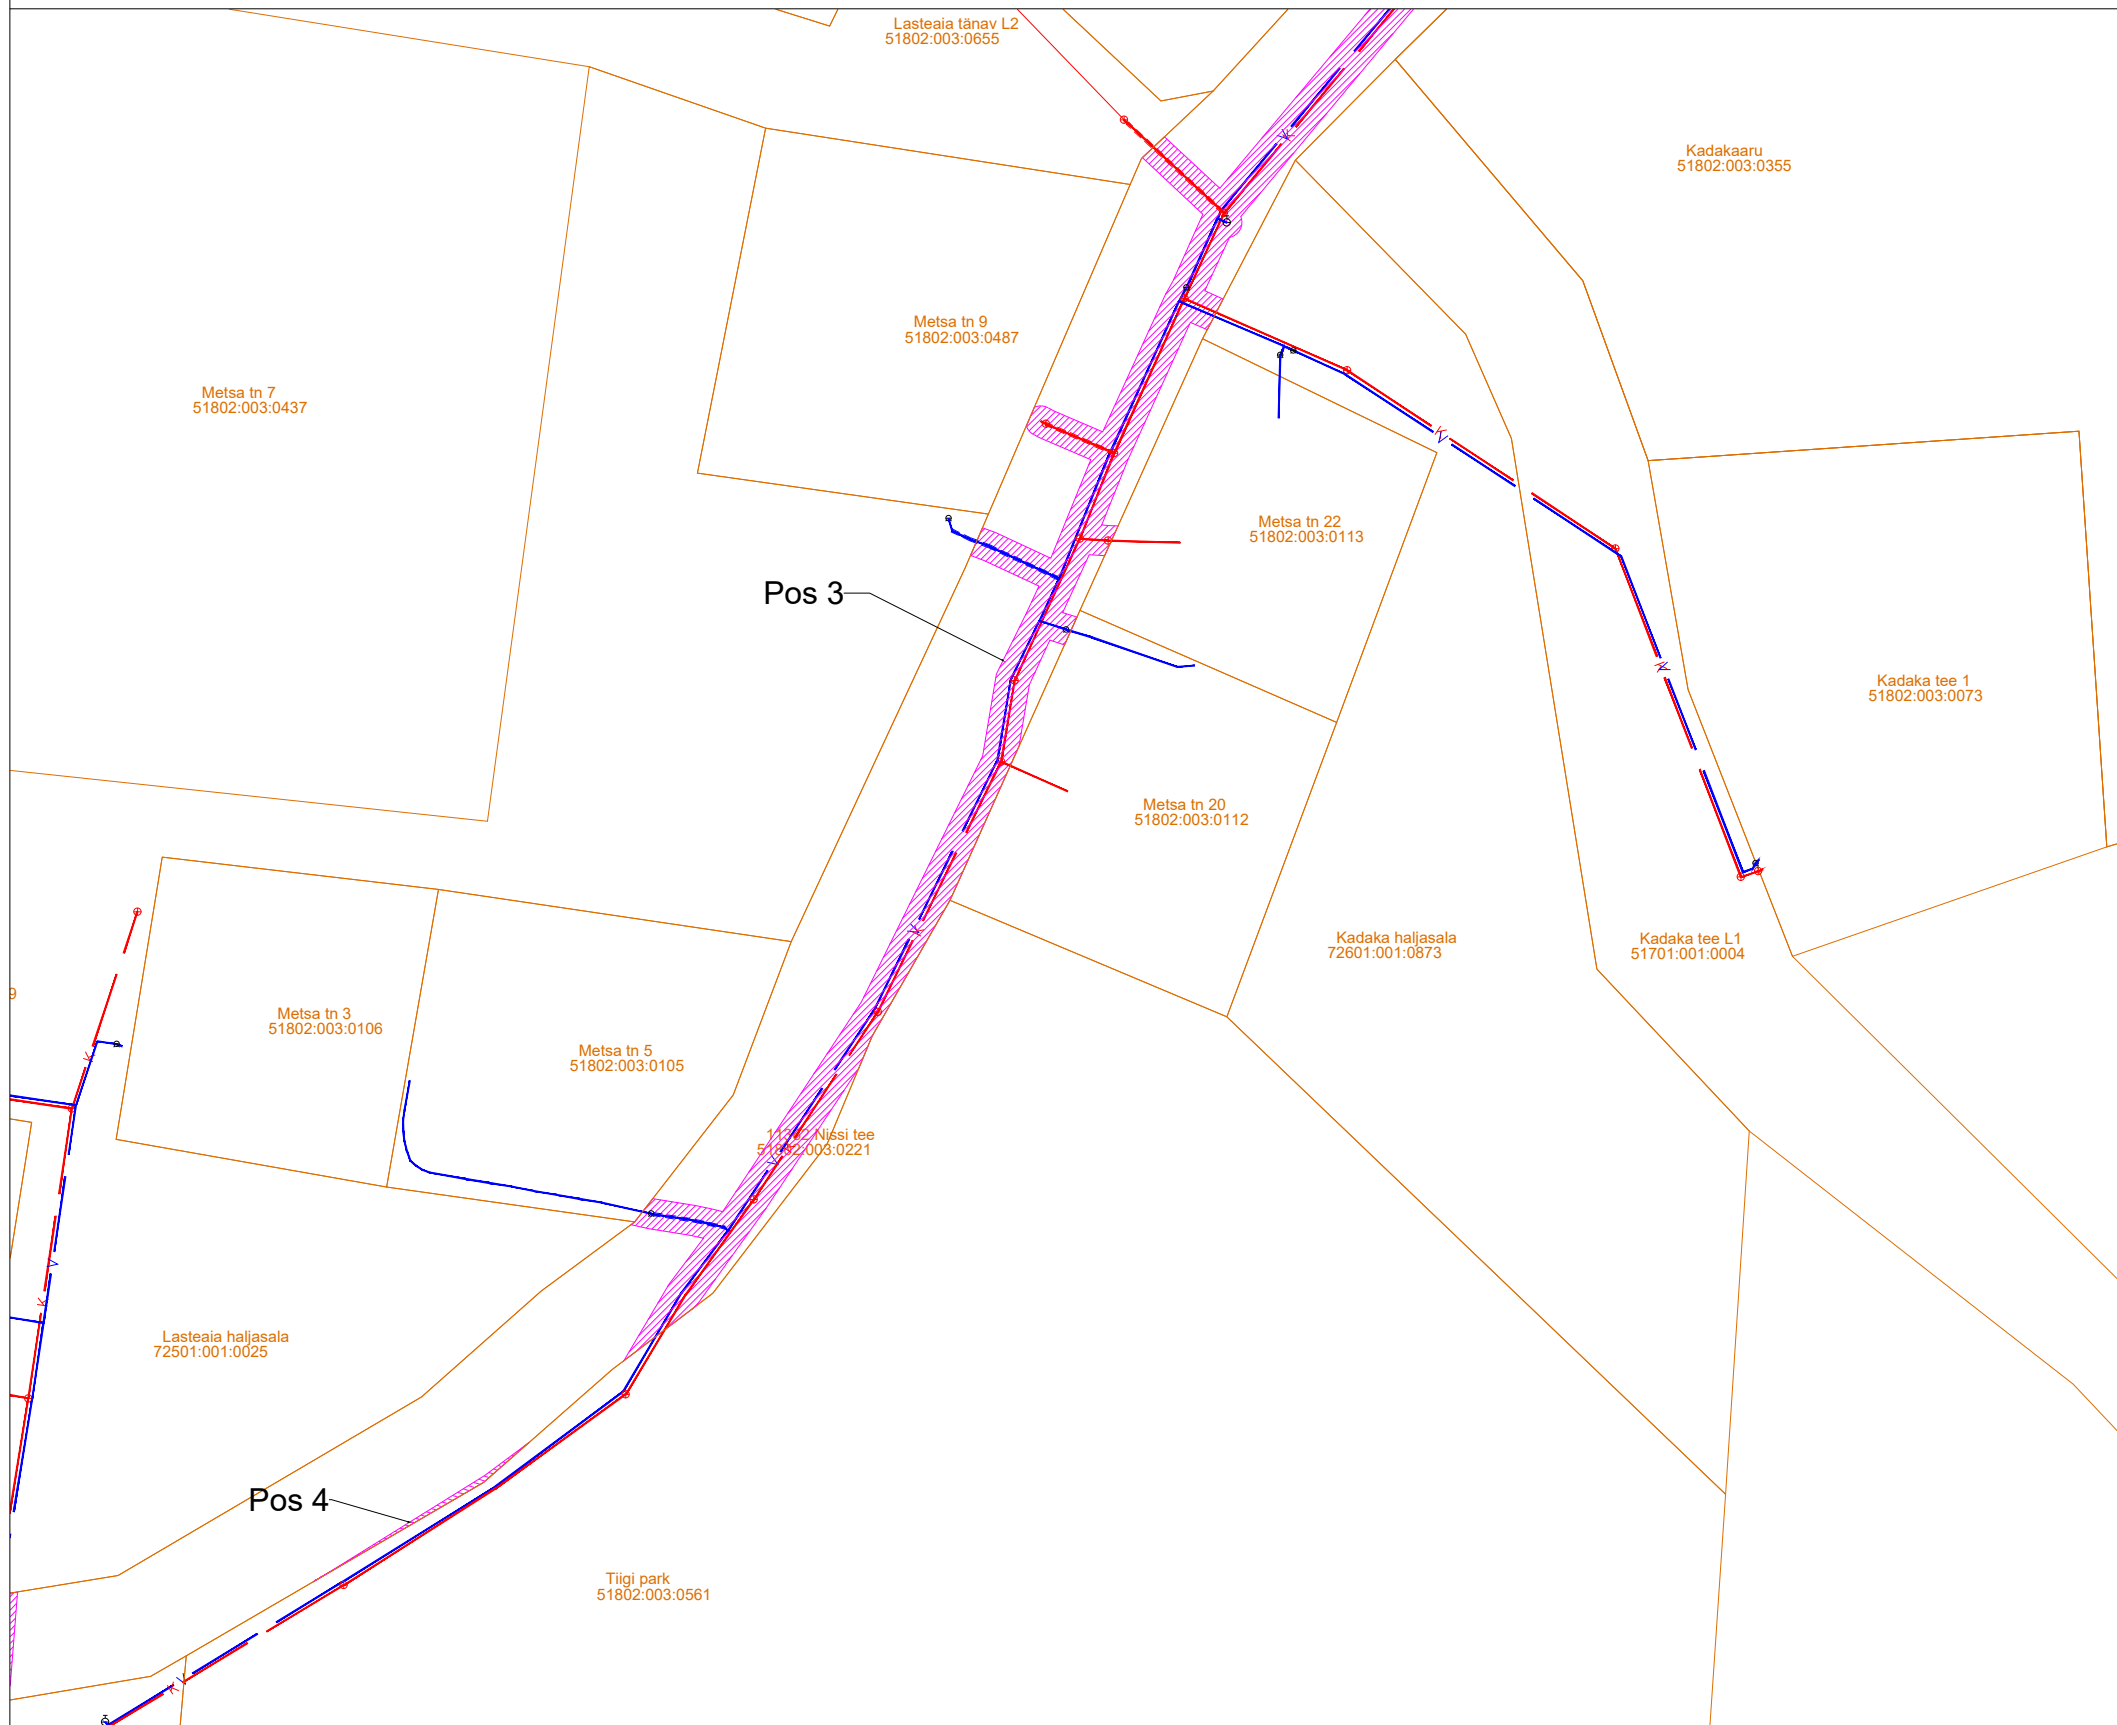 Lasteaia tänav L2
51802:003:0655
Kadakaaru
51802:003:0355
K
Metsa tn 9
51802:003:0487
Metsa tn 7
51802:003:0437
K
V
Metsa tn 22
51802:003:0113
Pos 3
K
V
Kadaka tee 1
51802:003:0073
Metsa tn 20
51802:003:0112
K
Kadaka haljasala
72601:001:0873
Kadaka tee L1
51701:001:0004
9
Metsa tn 3
51802:003:0106
Metsa tn 5
51802:003:0105
K
11302 Nissi tee
51802:003:0221
V
V
K
Lasteaia haljasala
72501:001:0025
Pos 4
Tiigi park
51802:003:0561
V
K